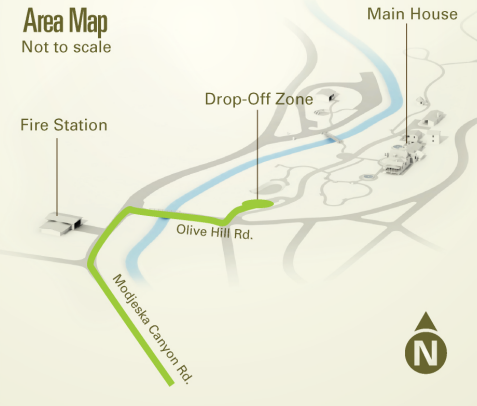 Area Map
Not to scale
Main House
Drop-Off Zone
Fire Station
Olive Hill Rd.
Modjeska Canyon Rd.
N